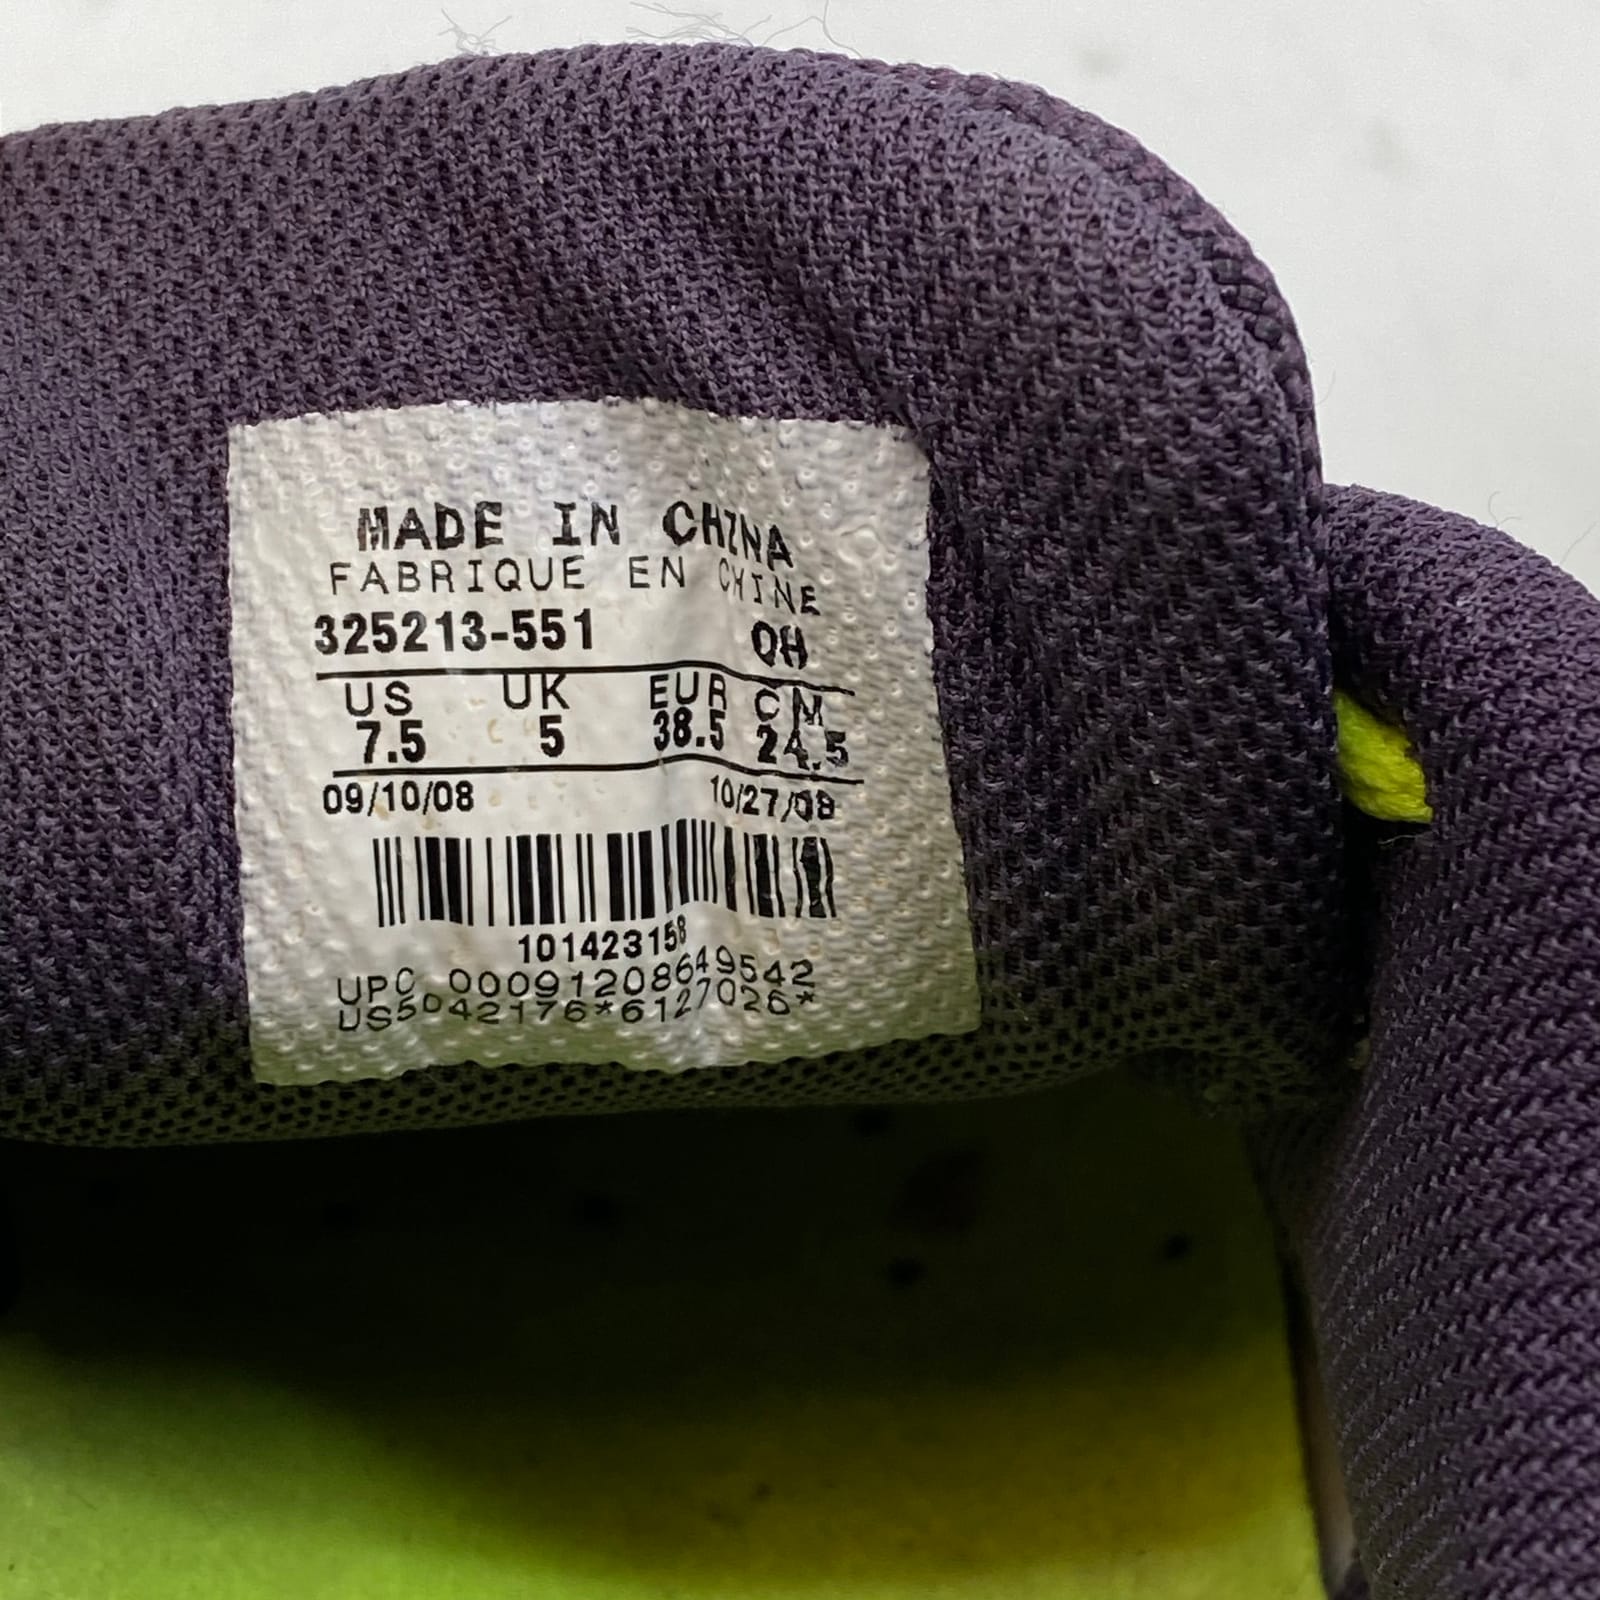 MADE IN CHINA
FABRIQUE EN CHINE
325213-551 QH
US UK EUR CM
7.5 5 38.5 24.5
09/10/08 10/27/08
101423158
UPC 00091208649542
US5042176*6127026*